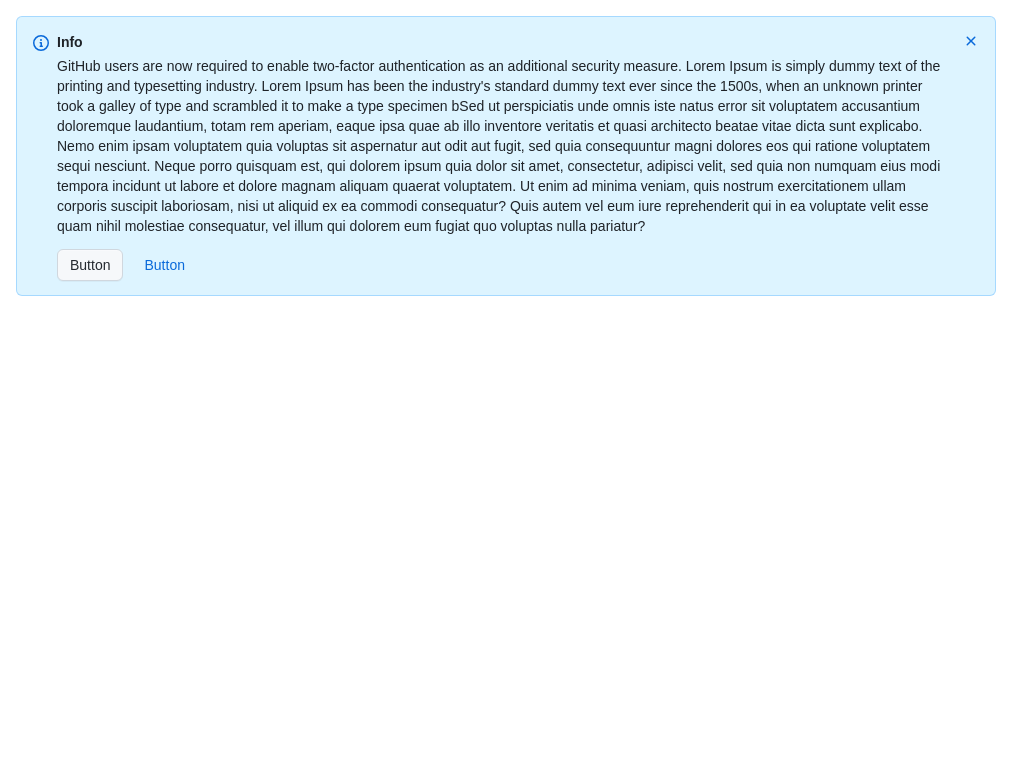 Info
GitHub users are now required to enable two-factor authentication as an additional security measure. Lorem Ipsum is simply dummy text of the
printing and typesetting industry. Lorem Ipsum has been the industry's standard dummy text ever since the 1500s, when an unknown printer
took a galley of type and scrambled it to make a type specimen bSed ut perspiciatis unde omnis iste natus error sit voluptatem accusantium
doloremque laudantium, totam rem aperiam, eaque ipsa quae ab illo inventore veritatis et quasi architecto beatae vitae dicta sunt explicabo.
Nemo enim ipsam voluptatem quia voluptas sit aspernatur aut odit aut fugit, sed quia consequuntur magni dolores eos qui ratione voluptatem
sequi nesciunt. Neque porro quisquam est, qui dolorem ipsum quia dolor sit amet, consectetur, adipisci velit, sed quia non numquam eius modi
tempora incidunt ut labore et dolore magnam aliquam quaerat voluptatem. Ut enim ad minima veniam, quis nostrum exercitationem ullam
corporis suscipit laboriosam, nisi ut aliquid ex ea commodi consequatur? Quis autem vel eum iure reprehenderit qui in ea voluptate velit esse
quam nihil molestiae consequatur, vel illum qui dolorem eum fugiat quo voluptas nulla pariatur?
Button Button